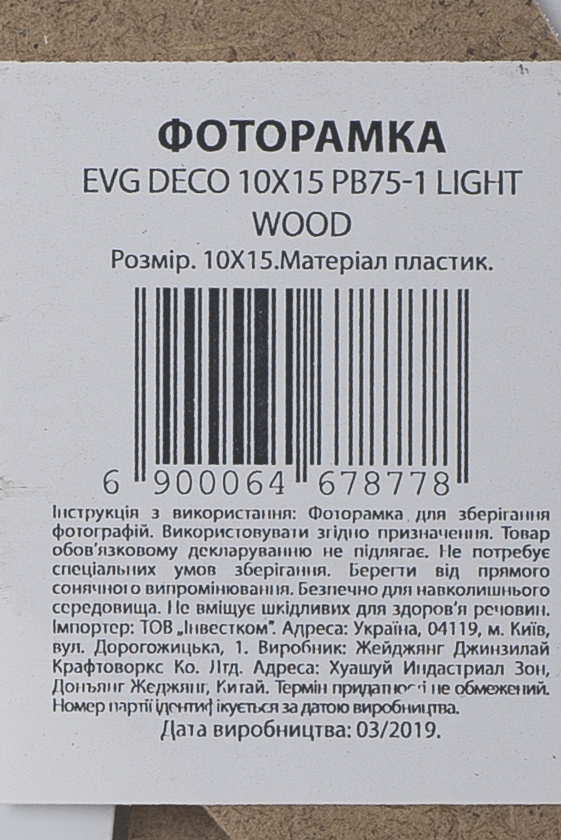 ФОТОРАМКА
EVG DECO 10X15 PB75-1 LIGHT
WOOD
Розмір. 10X15.Матеріал пластик.
6 900064 678778
Інструкція з використання: Фоторамка для зберігання
фотографій. Використовувати згідно призначення. Товар
обов'язковому декларуванню не підлягає. Не потребує
спеціальних умов зберігання. Берегти від прямого
сонячного випромінювання. Безпечно для навколишнього
середовища. Не вміщує шкідливих для здоров'я речовин.
Імпортер: ТОВ „Інвестком". Адреса: Україна, 04119, м. Київ,
вул. Дорогожицька, 1. Виробник: Жейджянг Джинзилай
Крафтоворкс Ко. Лтд. Адреса: Хуашуй Индастриал Зон,
Доньянг Жеджянг, Китай. Термін придатності не обмежений.
Номер партії ідентифікується за датою виробництва.
Дата виробництва: 03/2019.